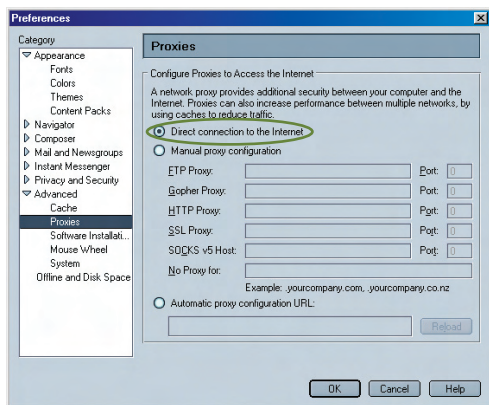 Preferences
Category
Appearance
Fonts
Colors
Themes
Content Packs
Navigator
Composer
Mail and Newsgroups
Instant Messenger
Privacy and Security
Advanced
Cache
Proxies
Software Installati...
Mouse Wheel
System
Offline and Disk Space
Proxies
Configure Proxies to Access the Internet
A network proxy provides additional security between your computer and the
Internet. Proxies can also increase performance between multiple networks, by
using caches to reduce traffic.
Direct connection to the Internet
Manual proxy configuration
FTP Proxy: Port: 0
Gopher Proxy: Port: 0
HTTP Proxy: Port: 0
SSL Proxy: Port: 0
SOCKS v5 Host: Port: 0
No Proxy for:
Example: .yourcompany.com, .yourcompany.co.nz
Automatic proxy configuration URL:
Reload
OK Cancel Help